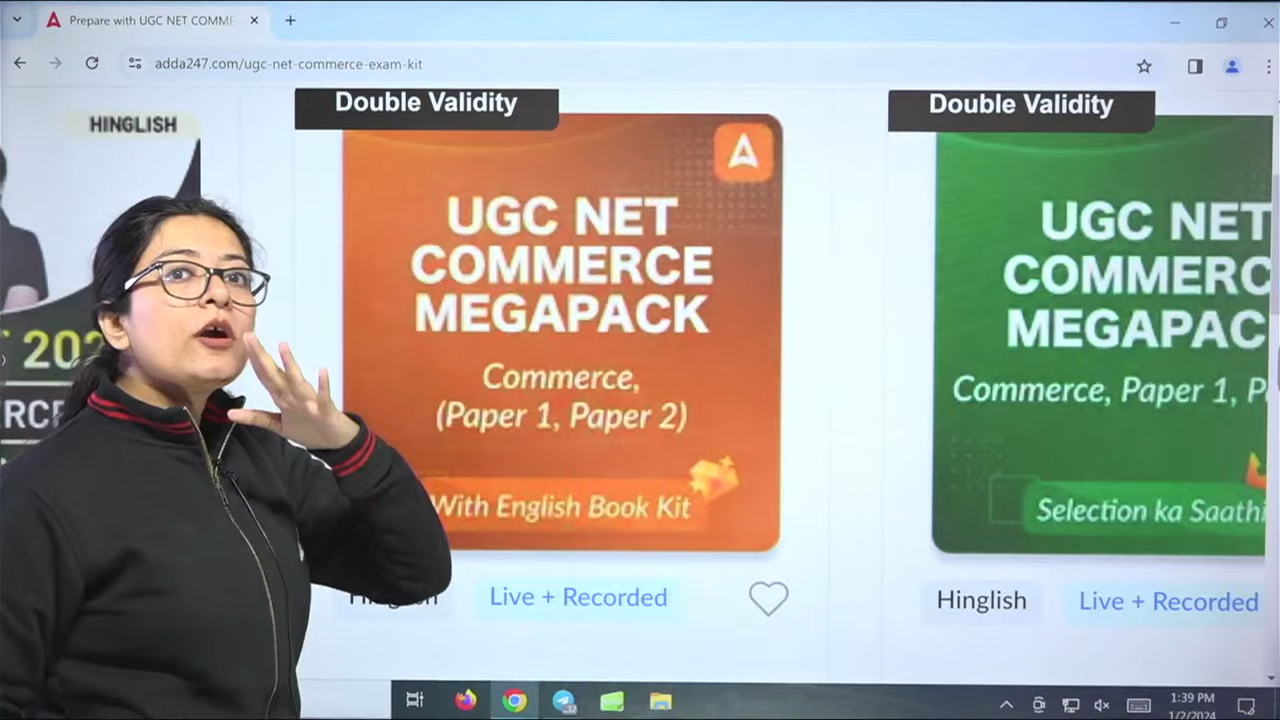 Prepare with UGC NET COMME
adda247.com/ugc-net-commerce-exam-kit
HINGLISH
202
Double Validity
UGC NET
COMMERCE
MEGAPACK
Commerce,
(Paper 1, Paper 2)
With English Book Kit
Live + Recorded
Double Validity
UGC NET
COMMERC
MEGAPAC
Commerce, Paper 1, P
Selection ka Saathi
Hinglish
Live + Recorded
1:39 PM
1/2/2024